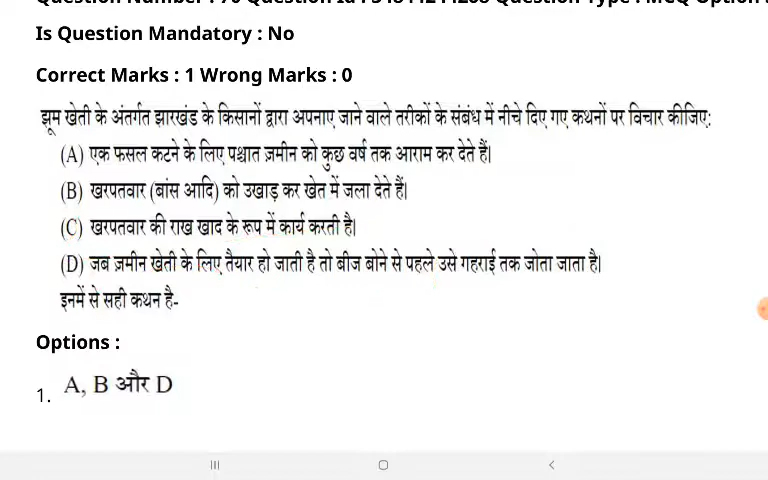 Is Question Mandatory : No
Correct Marks : 1 Wrong Marks : 0
झूम खेती के अंतर्गत झारखंड के किसानों द्वारा अपनाए जाने वाले तरीकों के संबंध में नीचे दिए गए कथनों पर विचार कीजिए:
(A) एक फसल कटने के लिए पश्चात ज़मीन को कुछ वर्ष तक आराम कर देते हैं।
(B) खरपतवार (बांस आदि) को उखाड़ कर खेत में जला देते हैं।
(C) खरपतवार की राख खाद के रूप में कार्य करती है।
(D) जब ज़मीन खेती के लिए तैयार हो जाती है तो बीज बोने से पहले उसे गहराई तक जोता जाता है।
इनमें से सही कथन है-
Options :
1. A, B और D